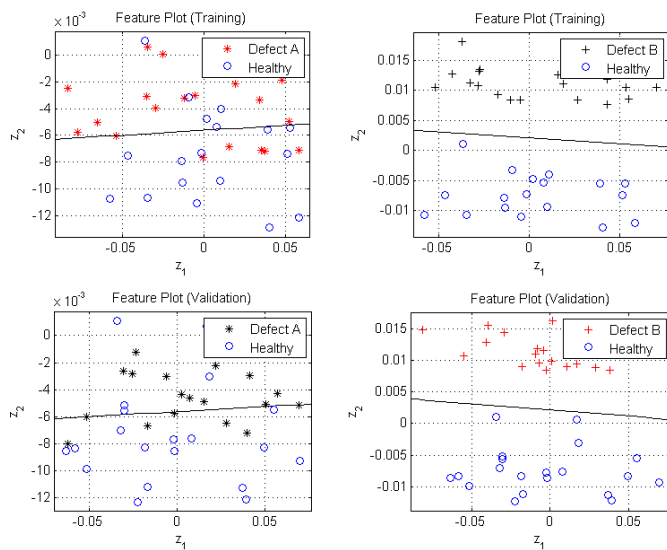 Feature Plot (Training)
× 10⁻³
Defect A
Healthy
0
-2
-4
-6
-8
-10
-12
z₂
-0.05
0
0.05
z₁
Feature Plot (Training)
Defect B
Healthy
0.015
0.01
0.005
0
-0.005
-0.01
z₂
-0.05
0
0.05
z₁
Feature Plot (Validation)
× 10⁻³
Defect A
Healthy
0
-2
-4
-6
-8
-10
-12
z₂
-0.05
0
0.05
z₁
Feature Plot (Validation)
Defect B
Healthy
0.015
0.01
0.005
0
-0.005
-0.01
z₂
-0.05
0
0.05
z₁